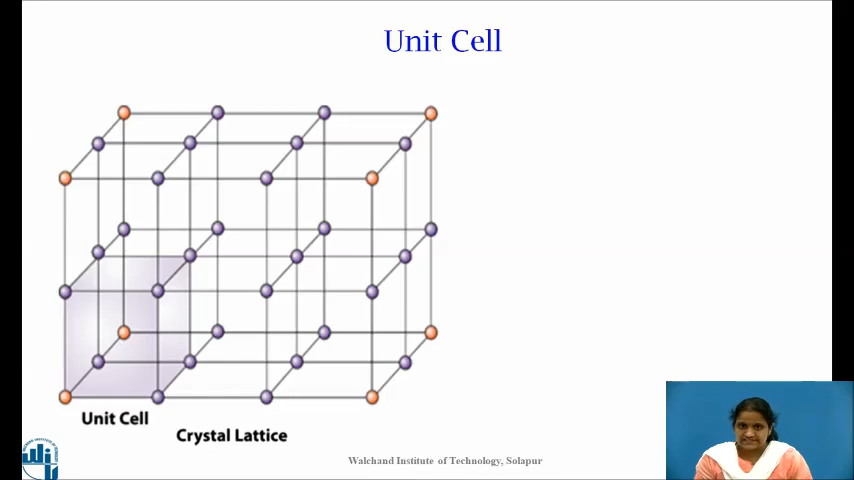 Unit Cell
Unit Cell
Crystal Lattice
Walchand Institute of Technology, Solapur